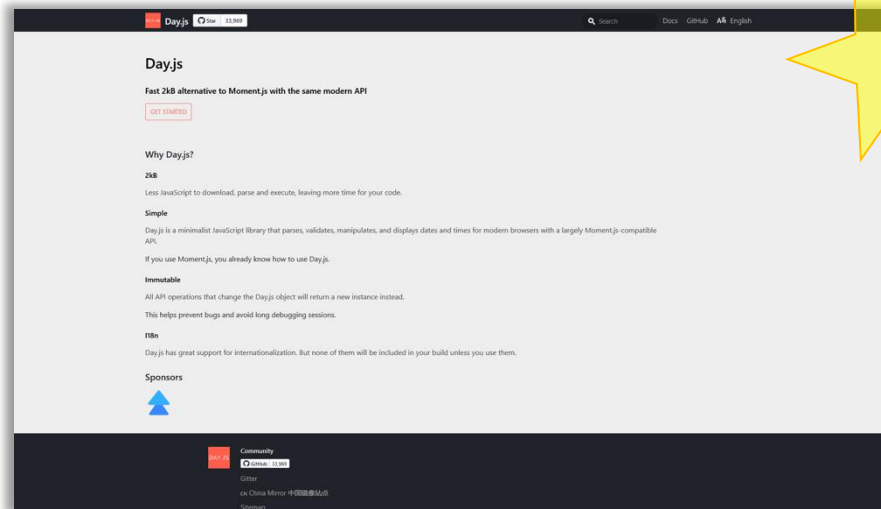 DAY.JS Day.js Star 33,969 Search Docs GitHub English
Day.js
Fast 2kB alternative to Moment.js with the same modern API
GET STARTED
Why Day.js?
2kB
Less JavaScript to download, parse and execute, leaving more time for your code.
Simple
Day.js is a minimalist JavaScript library that parses, validates, manipulates, and displays dates and times for modern browsers with a largely Moment.js-compatible
API.
If you use Moment.js, you already know how to use Day.js.
Immutable
All API operations that change the Day.js object will return a new instance instead.
This helps prevent bugs and avoid long debugging sessions.
I18n
Day.js has great support for internationalization. But none of them will be included in your build unless you use them.
Sponsors
DAY.JS
Community
GitHub 33,969
Gitter
CN China Mirror 中国镜像站点
Sitemap